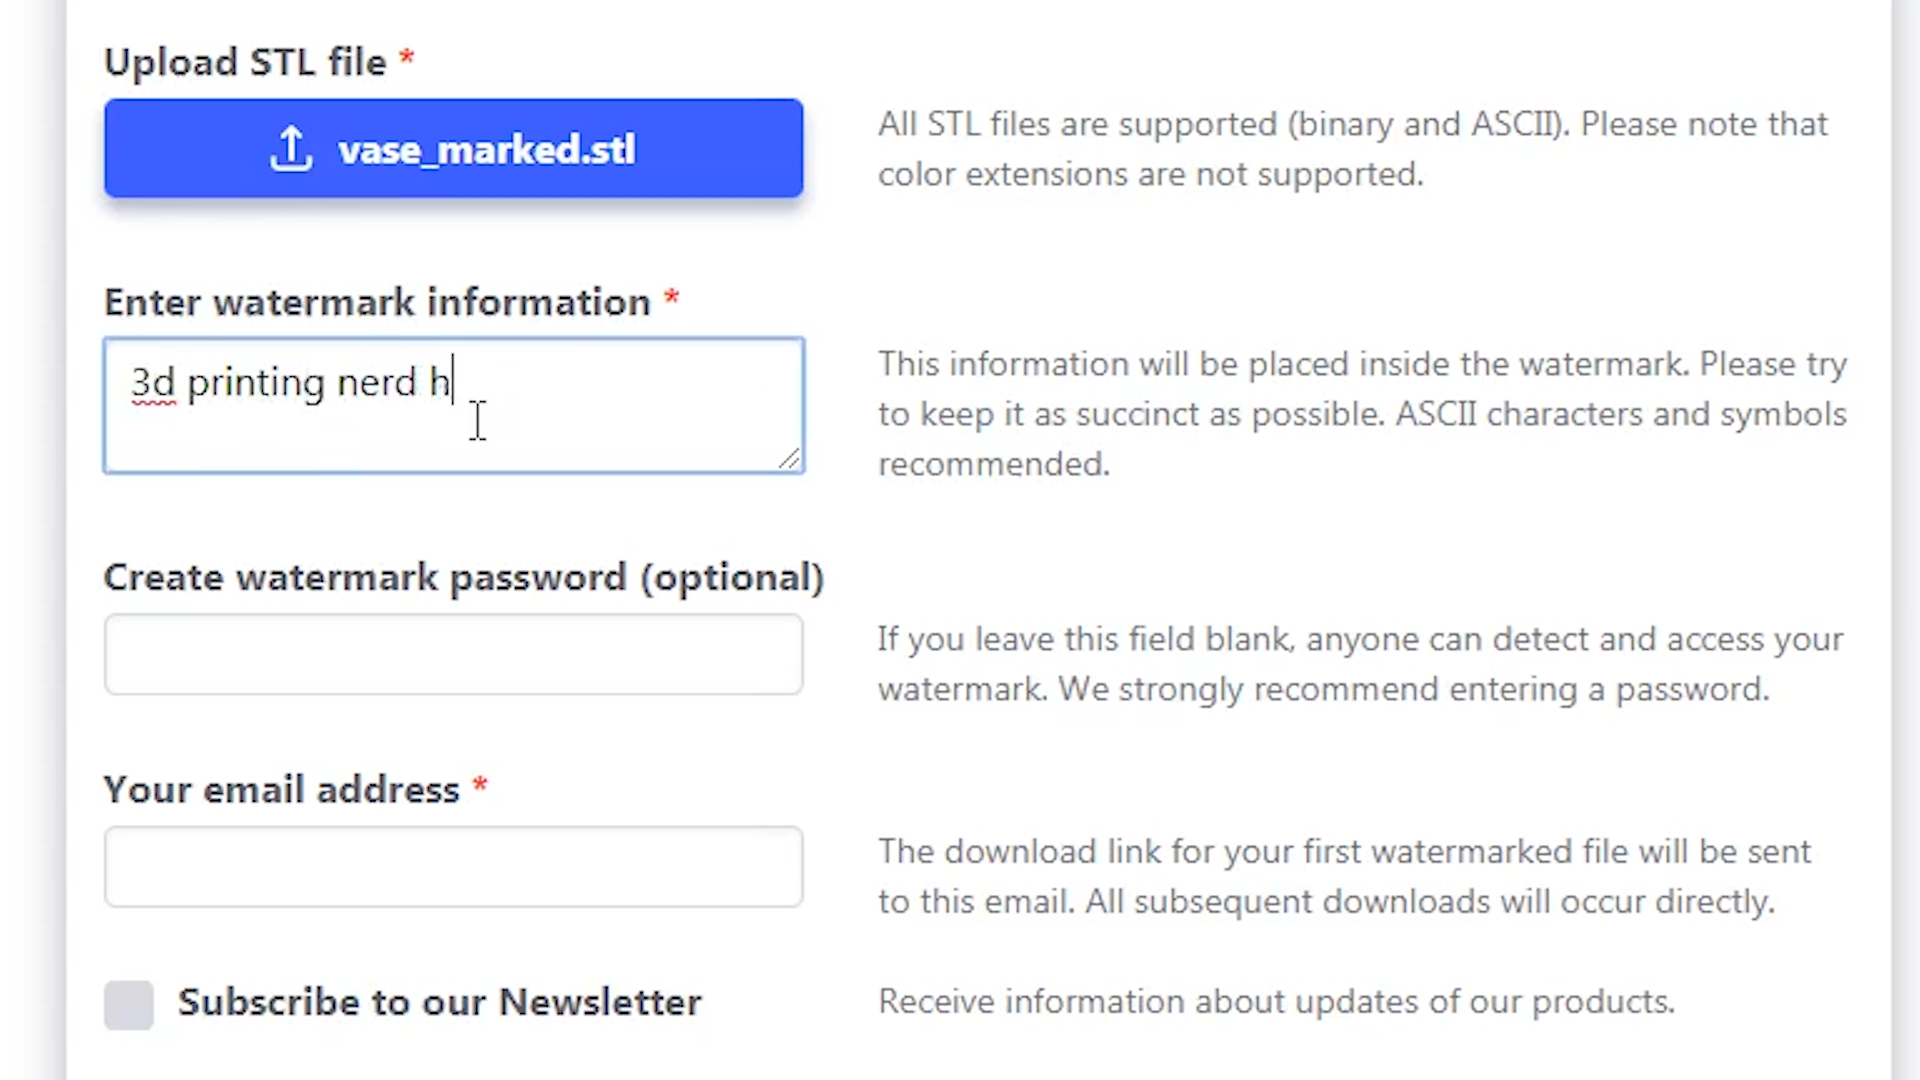 Upload STL file *
vase_marked.stl
All STL files are supported (binary and ASCII). Please note that
color extensions are not supported.
Enter watermark information *
3d printing nerd h
This information will be placed inside the watermark. Please try
to keep it as succinct as possible. ASCII characters and symbols
recommended.
Create watermark password (optional)
If you leave this field blank, anyone can detect and access your
watermark. We strongly recommend entering a password.
Your email address *
The download link for your first watermarked file will be sent
to this email. All subsequent downloads will occur directly.
Subscribe to our Newsletter
Receive information about updates of our products.